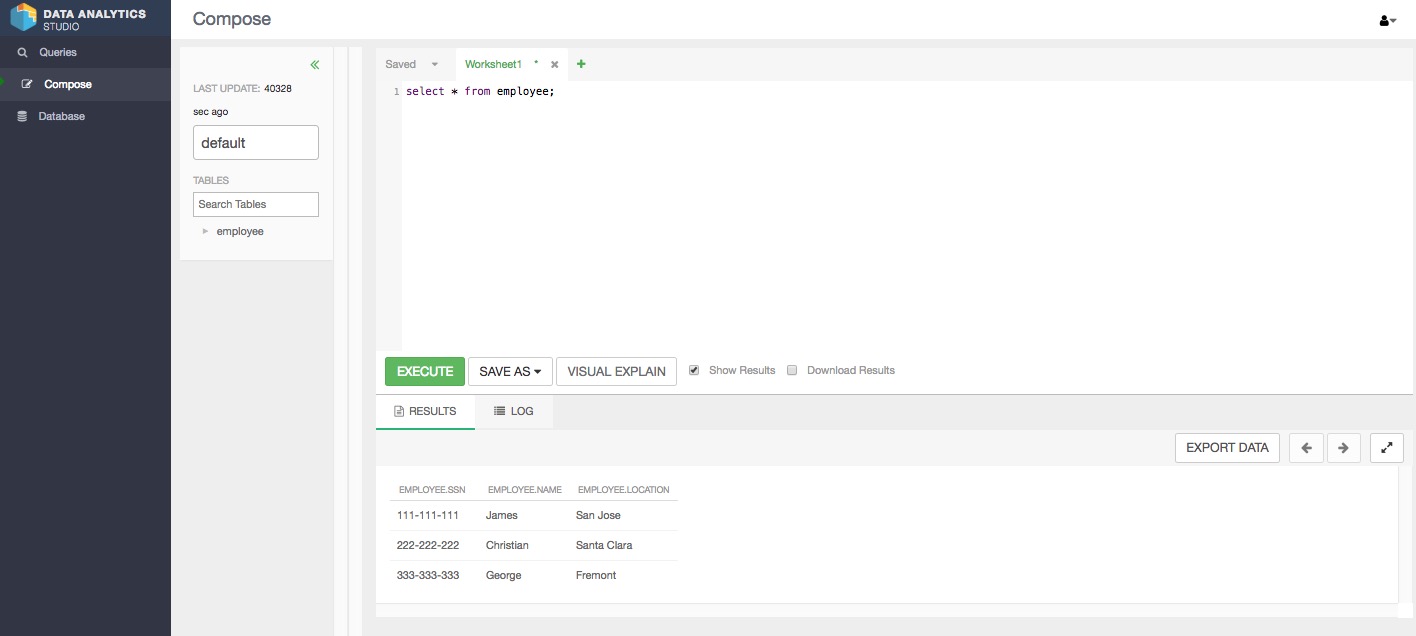 DATA ANALYTICS
STUDIO
Compose
Queries
Compose
Database
LAST UPDATE: 40328
sec ago
default
TABLES
Search Tables
employee
Saved
Worksheet1 *
1 select * from employee;
EXECUTE
SAVE AS
VISUAL EXPLAIN
Show Results
Download Results
RESULTS
LOG
EXPORT DATA
EMPLOYEE.SSN EMPLOYEE.NAME EMPLOYEE.LOCATION
111-111-111 James San Jose
222-222-222 Christian Santa Clara
333-333-333 George Fremont